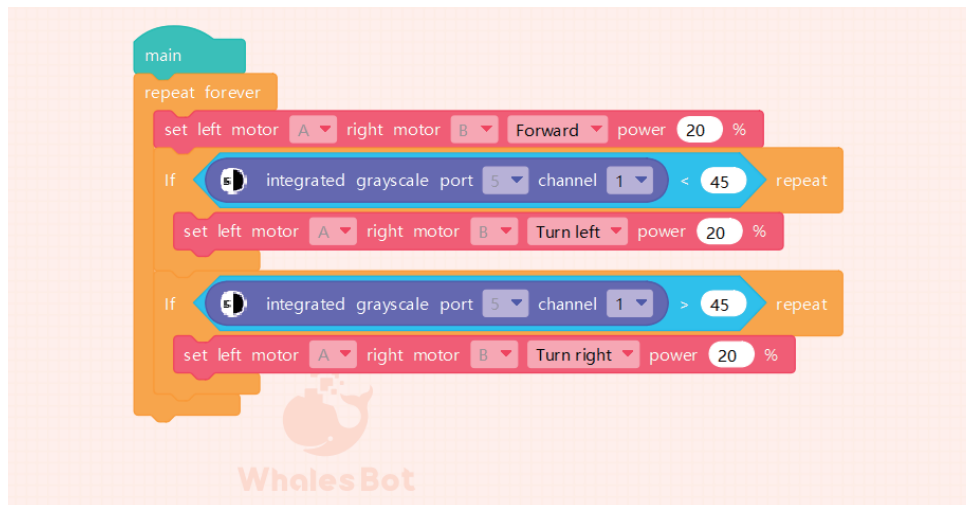 main
repeat forever
set left motor A right motor B Forward power 20 %
If integrated grayscale port 5 channel 1 < 45 repeat
set left motor A right motor B Turn left power 20 %
If integrated grayscale port 5 channel 1 > 45 repeat
set left motor A right motor B Turn right power 20 %
WhalesBot